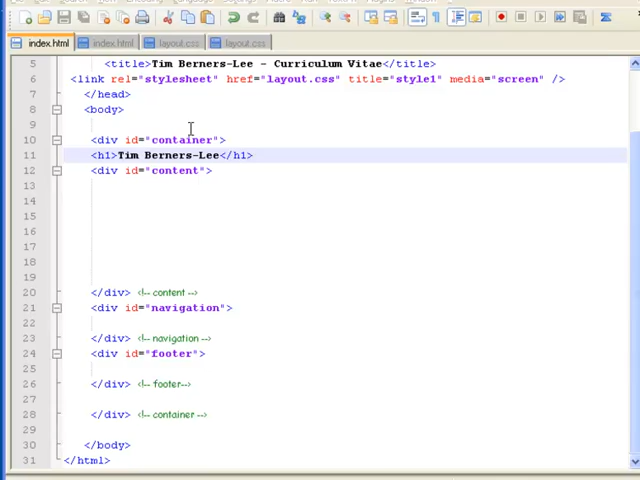 index.html index.html layout.css layout.css
5 <title>Tim Berners-Lee - Curriculum Vitae</title>
6 <link rel="stylesheet" href="layout.css" title="style1" media="screen" />
7 </head>
8 <body>
9
10 <div id="container">
11 <h1>Tim Berners-Lee</h1>
12 <div id="content">
13
14
15
16
17
18
19
20 </div> <!-- content -->
21 <div id="navigation">
22
23 </div> <!-- navigation -->
24 <div id="footer">
25
26 </div> <!-- footer-->
27
28 </div> <!-- container -->
29
30 </body>
31 </html>